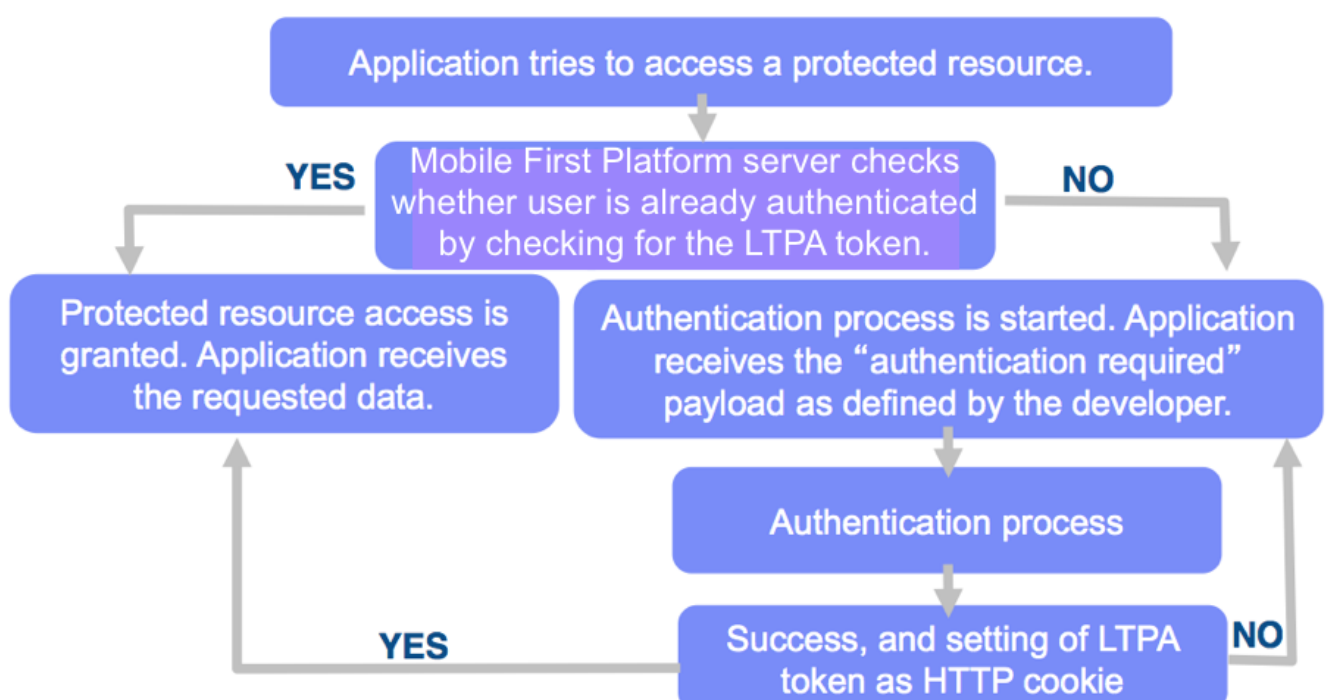 Application tries to access a protected resource.
YES
Mobile First Platform server checks
whether user is already authenticated
by checking for the LTPA token.
NO
Protected resource access is
granted. Application receives
the requested data.
Authentication process is started. Application
receives the “authentication required”
payload as defined by the developer.
Authentication process
YES
Success, and setting of LTPA
token as HTTP cookie
NO